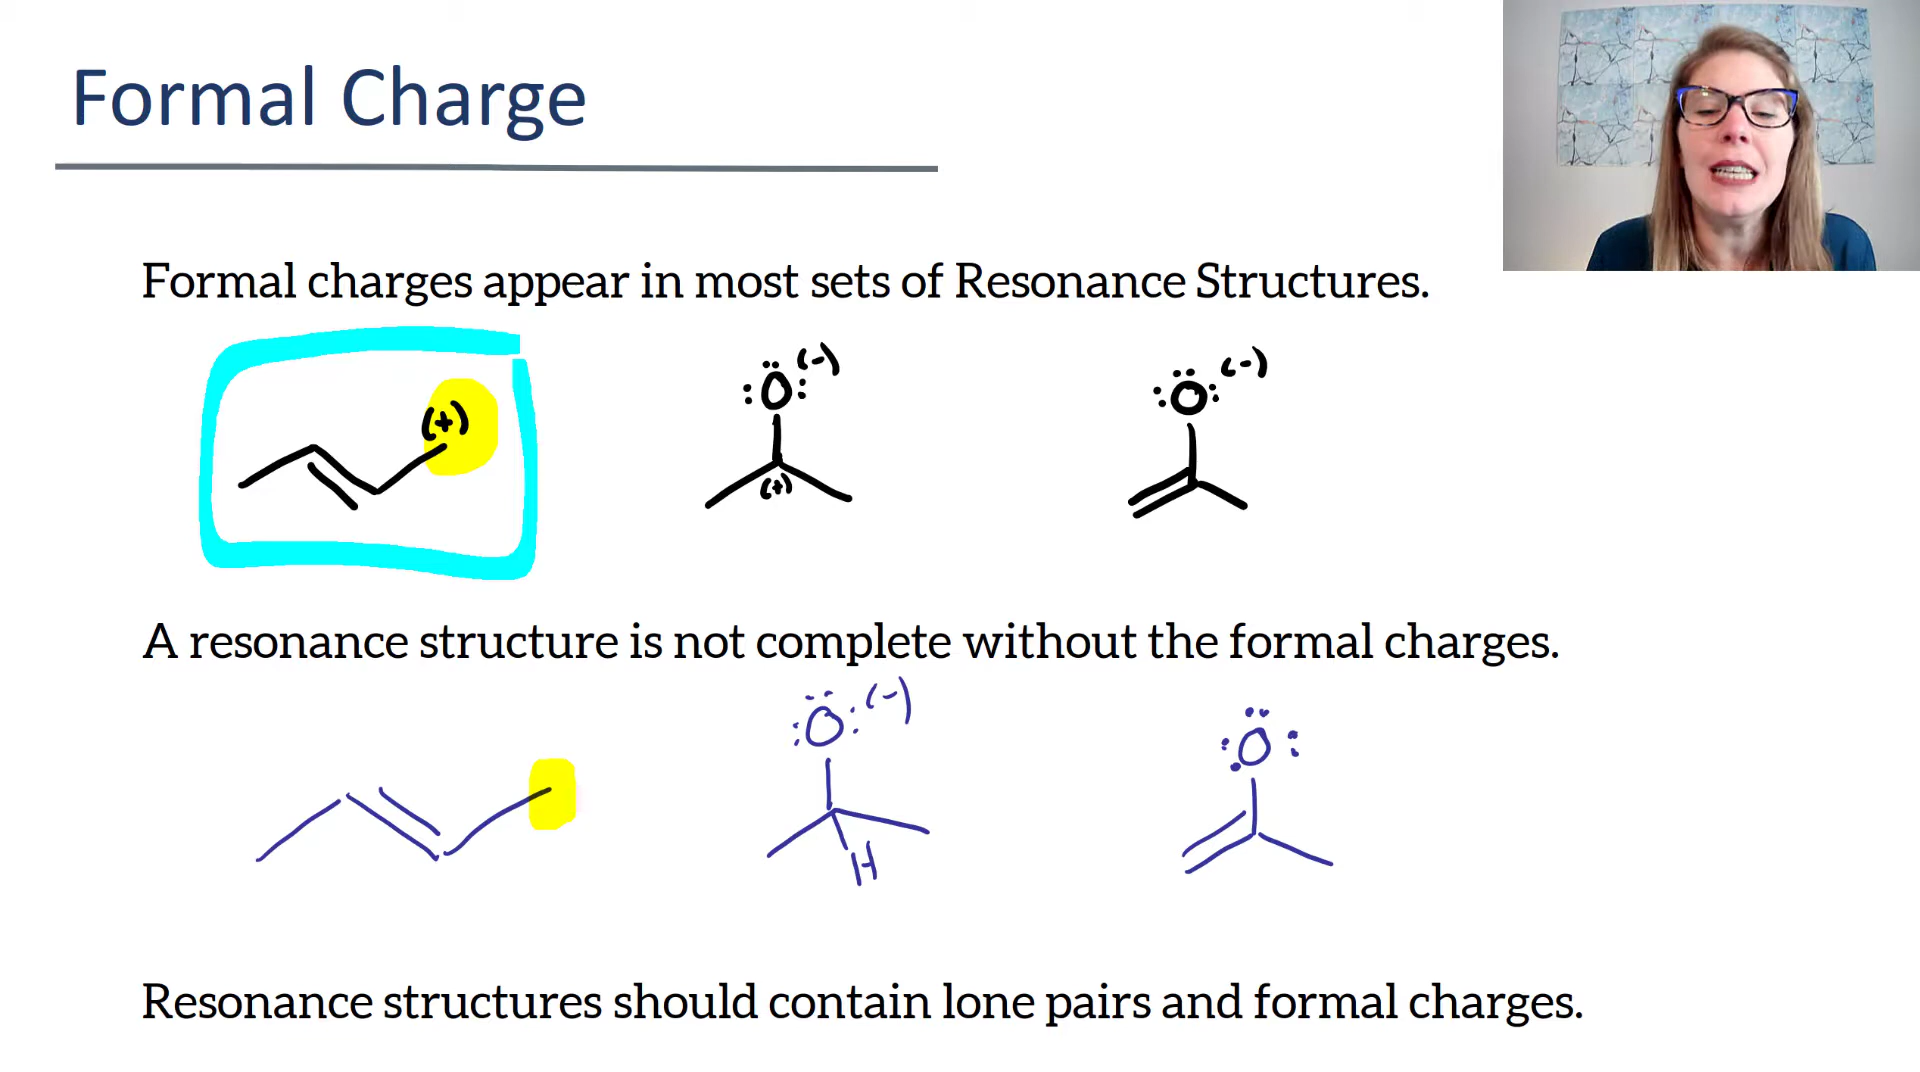 Formal Charge
Formal charges appear in most sets of Resonance Structures.
(+)
:Ö: (-)
(+)
:Ö: (-)
A resonance structure is not complete without the formal charges.
:Ö: (-)
H
:Ö:
Resonance structures should contain lone pairs and formal charges.